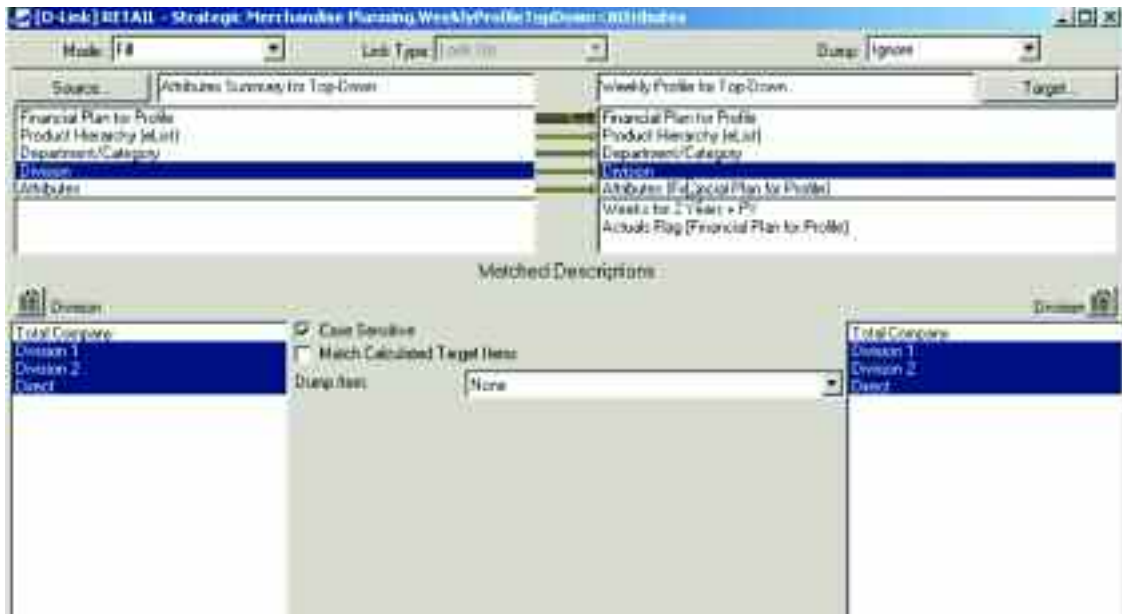 [D-Link] RETAIL - Strategic Merchandise Planning.WeeklyProfileTopDown<Attributes
Mode: Fill
Link Type: Look Up
Dump: Ignore
Source...
Attributes Summary for Top-Down
Weekly Profile for Top-Down
Target...
Financial Plan for Profile
Product Hierarchy (eList)
Department/Category
Division
Attributes
Financial Plan for Profile
Product Hierarchy (eList)
Department/Category
Division
Attributes [Financial Plan for Profile]
Weeks for 2 Years + PY
Actuals Flag [Financial Plan for Profile]
Matched Descriptions
Division
Division
Total Company
Division 1
Division 2
Direct
Case Sensitive
Match Calculated Target Items
Dump Item:
None
Total Company
Division 1
Division 2
Direct